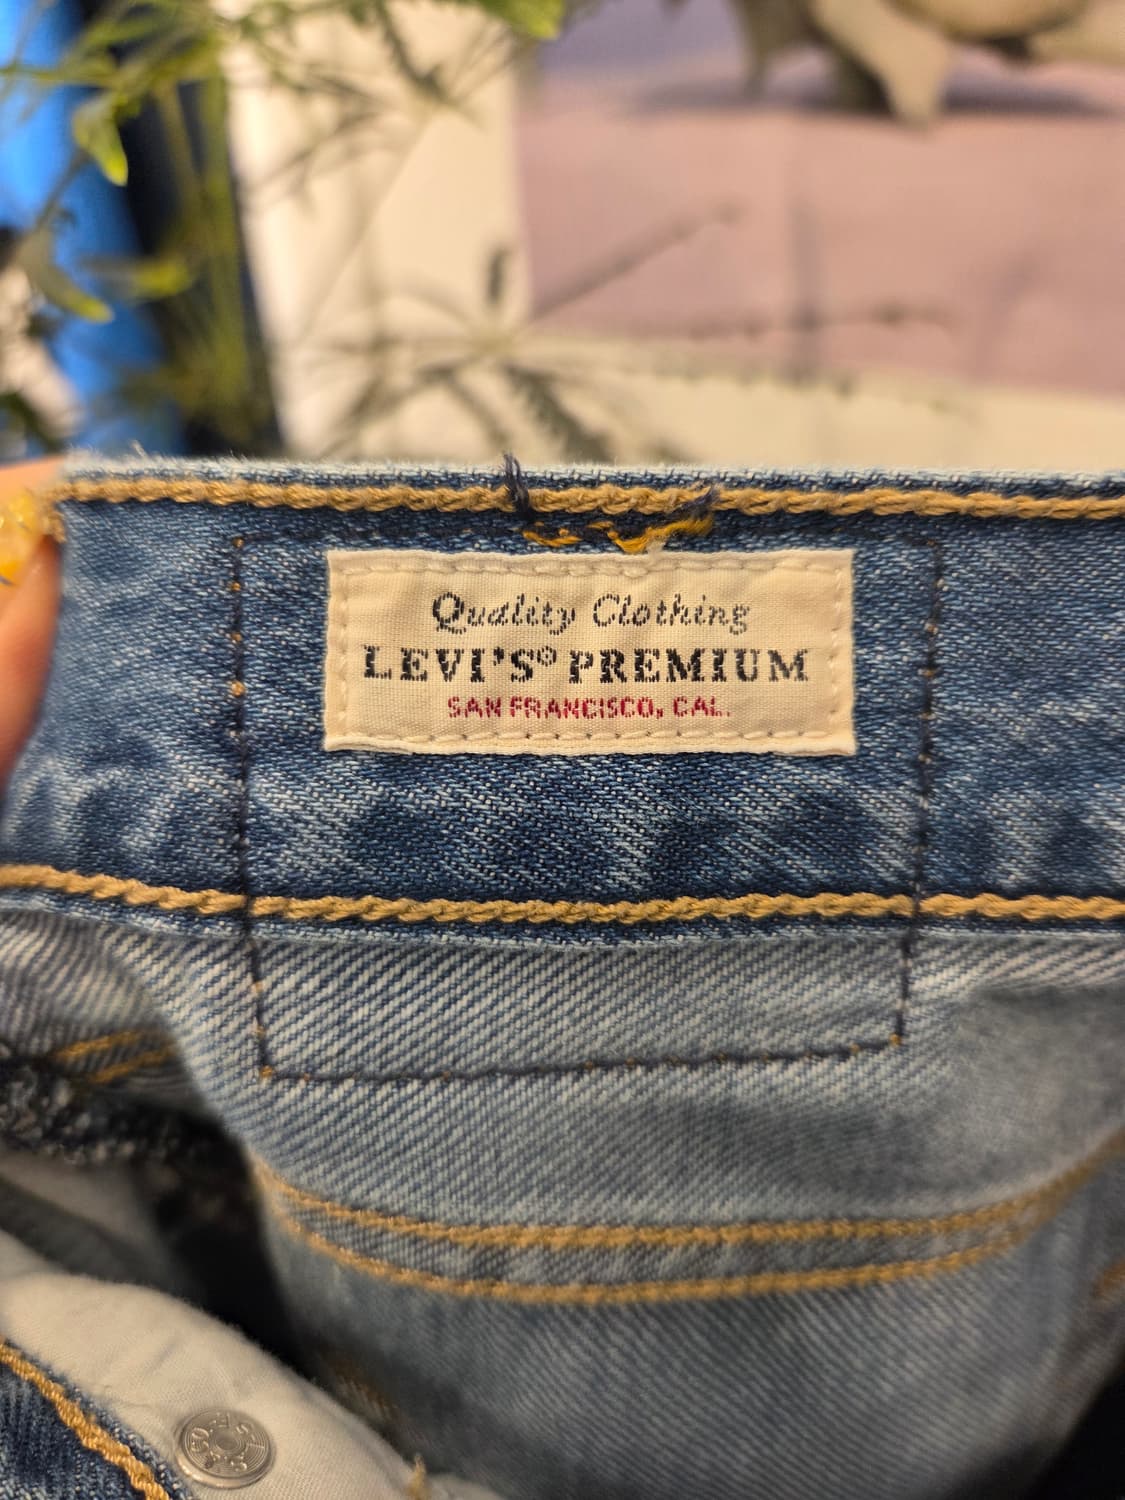 Quality Clothing
LEVI'S® PREMIUM
SAN FRANCISCO, CAL.